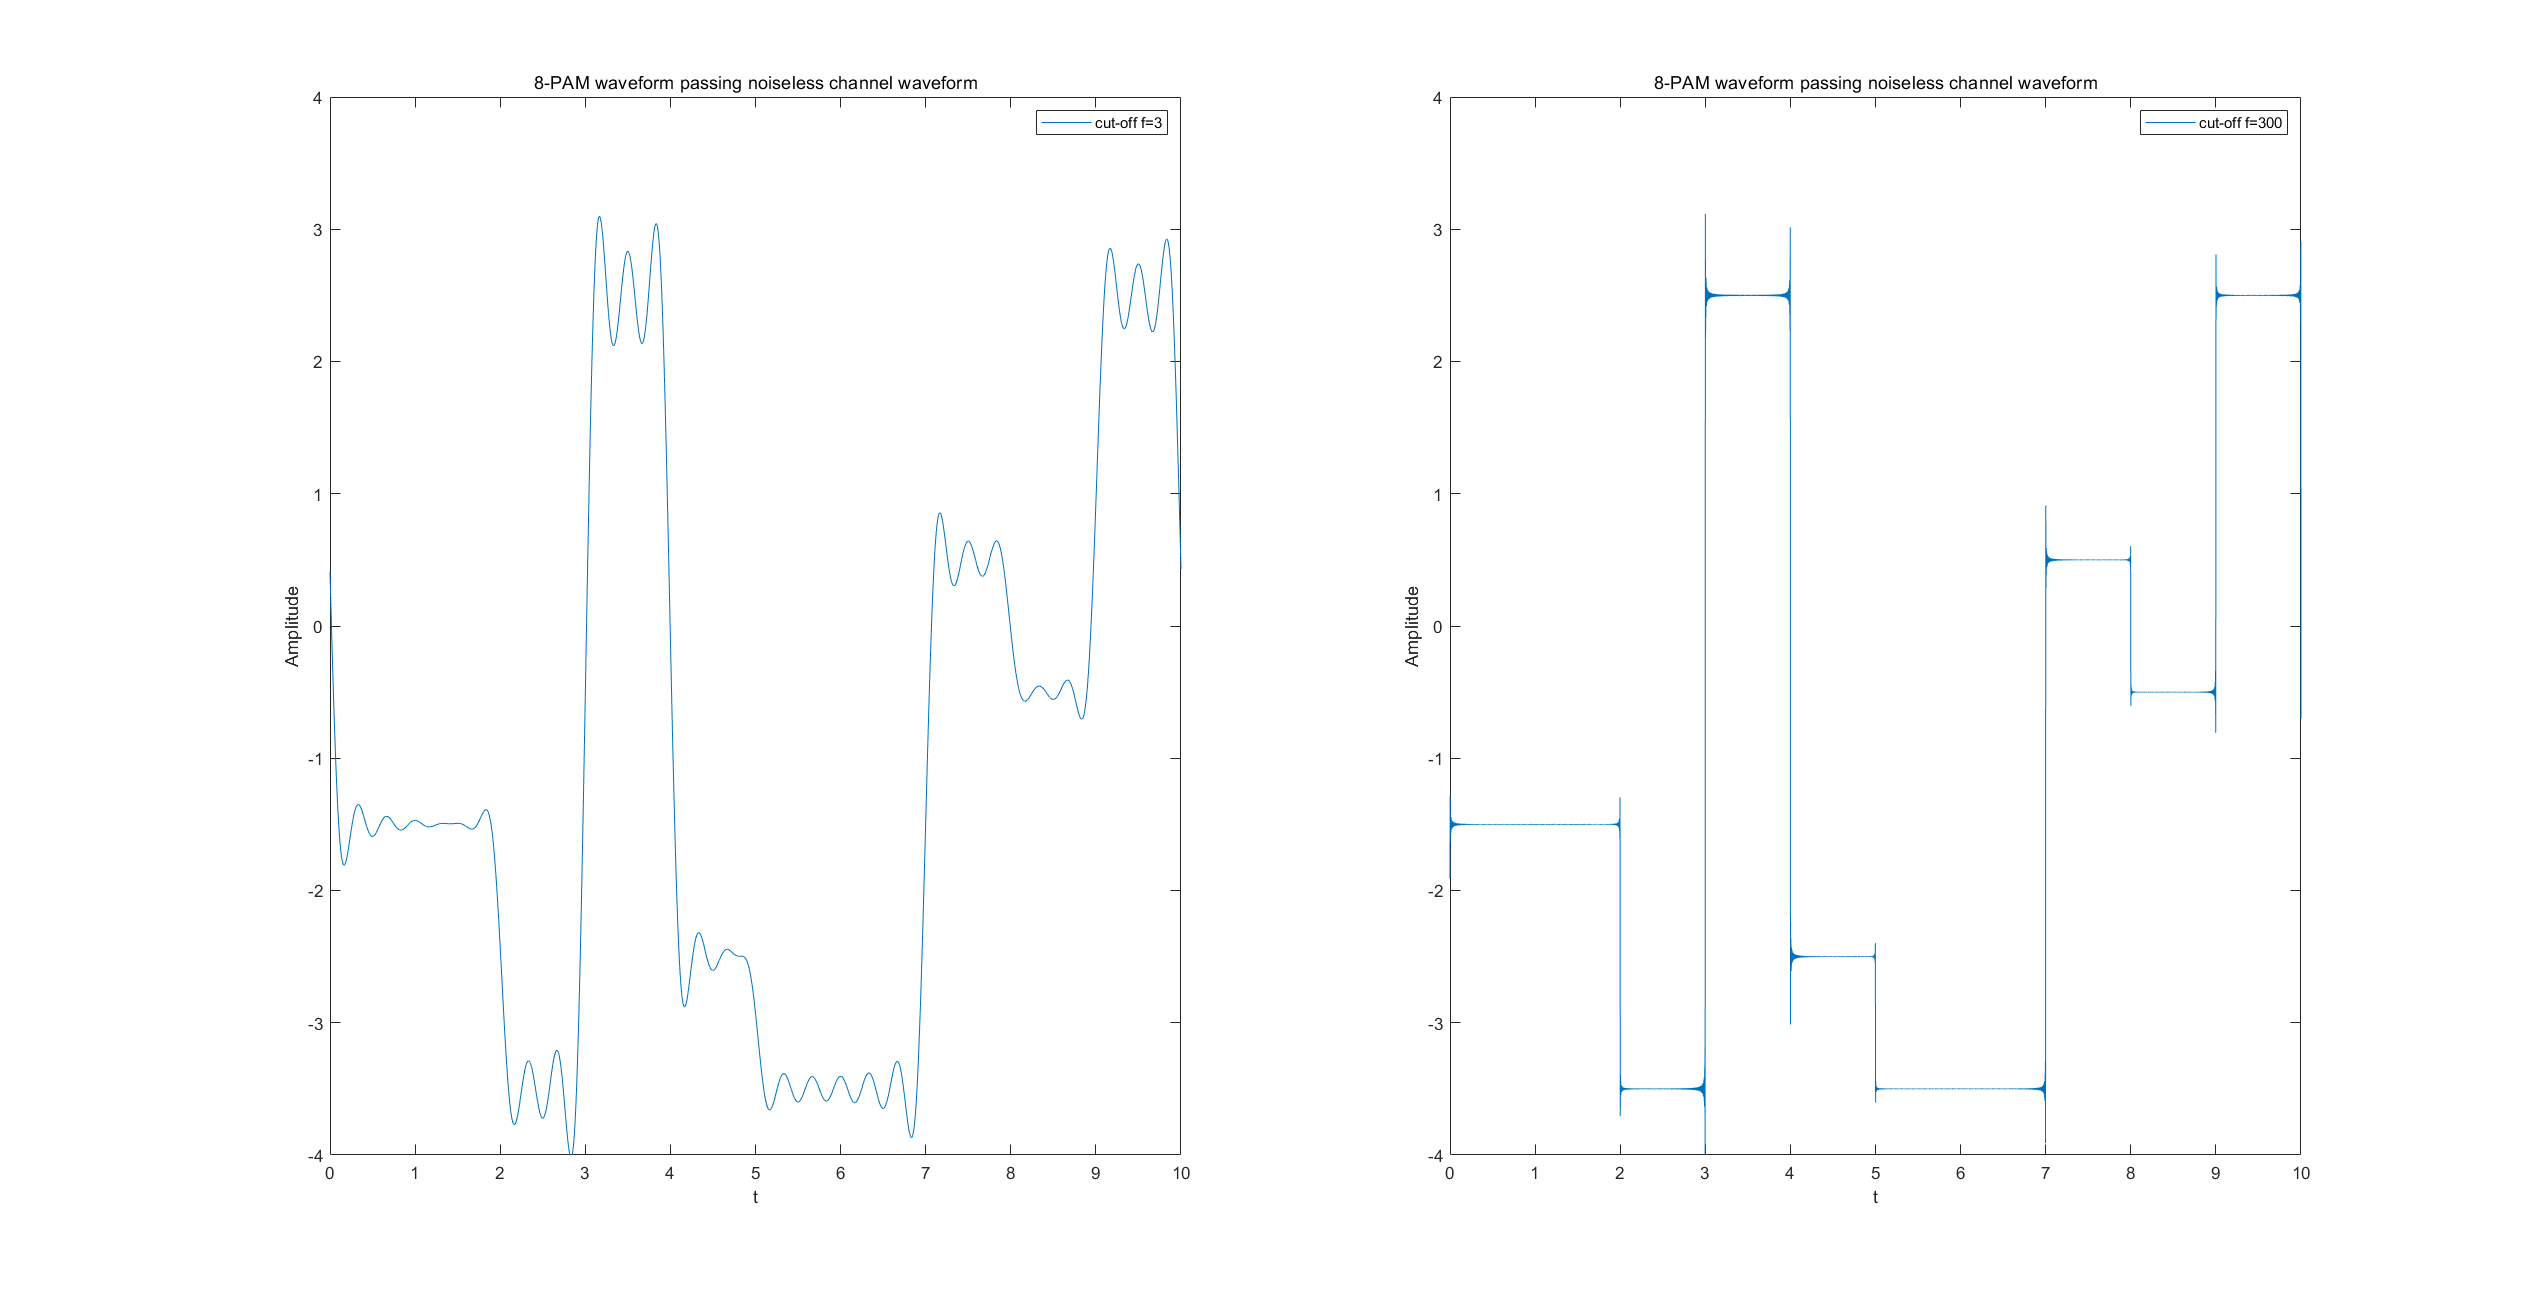 8-PAM waveform passing noiseless channel waveform
cut-off f=3
4
3
2
1
0
-1
-2
-3
-4
Amplitude
0 1 2 3 4 5 6 7 8 9 10
t
8-PAM waveform passing noiseless channel waveform
cut-off f=300
4
3
2
1
0
-1
-2
-3
-4
Amplitude
0 1 2 3 4 5 6 7 8 9 10
t